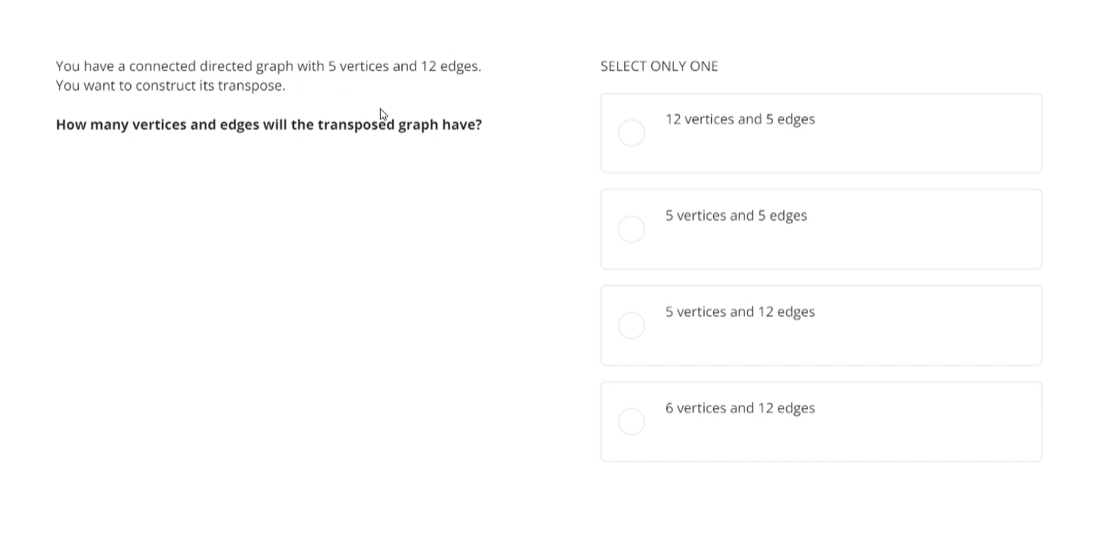 You have a connected directed graph with 5 vertices and 12 edges.
You want to construct its transpose.
How many vertices and edges will the transposed graph have?
SELECT ONLY ONE
12 vertices and 5 edges
5 vertices and 5 edges
5 vertices and 12 edges
6 vertices and 12 edges